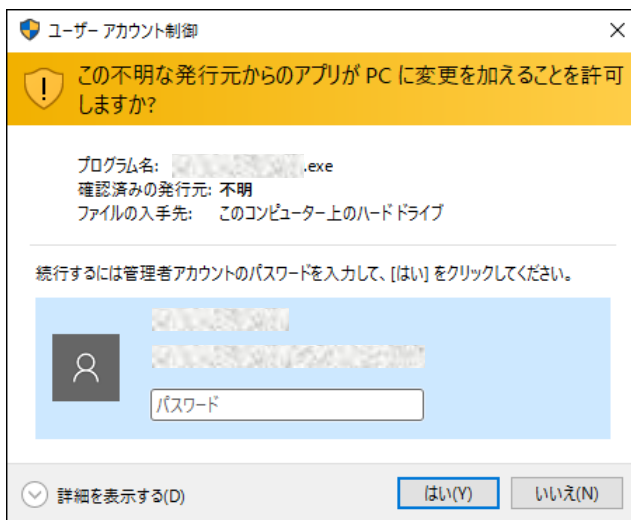 ユーザー アカウント制御
この不明な発行元からのアプリが PC に変更を加えることを許可
しますか?
プログラム名: .exe
確認済みの発行元: 不明
ファイルの入手先: このコンピューター上のハード ドライブ
続行するには管理者アカウントのパスワードを入力して、[はい] をクリックしてください。
パスワード
詳細を表示する(D)
はい(Y)
いいえ(N)